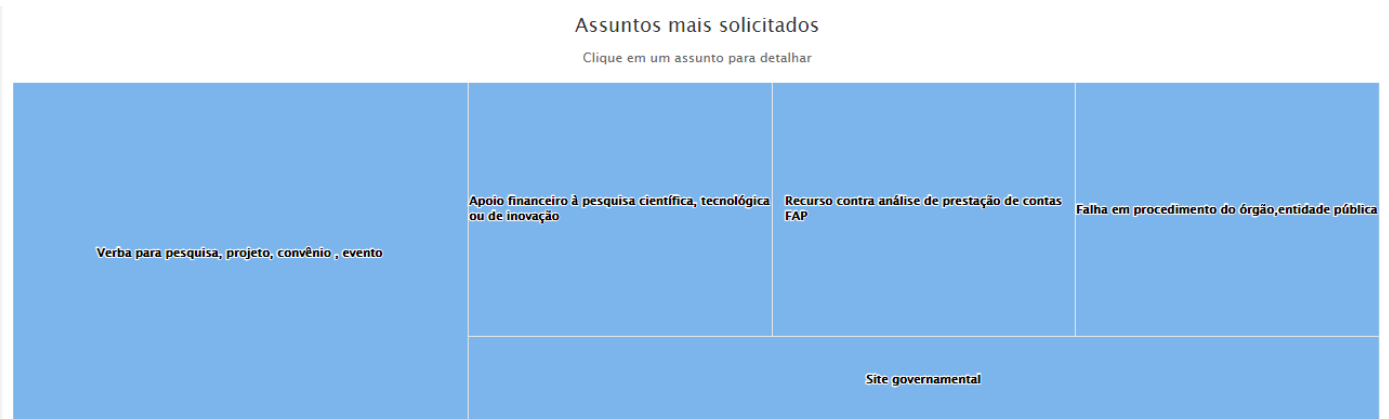 Assuntos mais solicitados
Clique em um assunto para detalhar
Verba para pesquisa, projeto, convênio , evento
Apoio financeiro à pesquisa científica, tecnológica
ou de inovação
Recurso contra análise de prestação de contas
FAP
Falha em procedimento do órgão,entidade pública
Site governamental